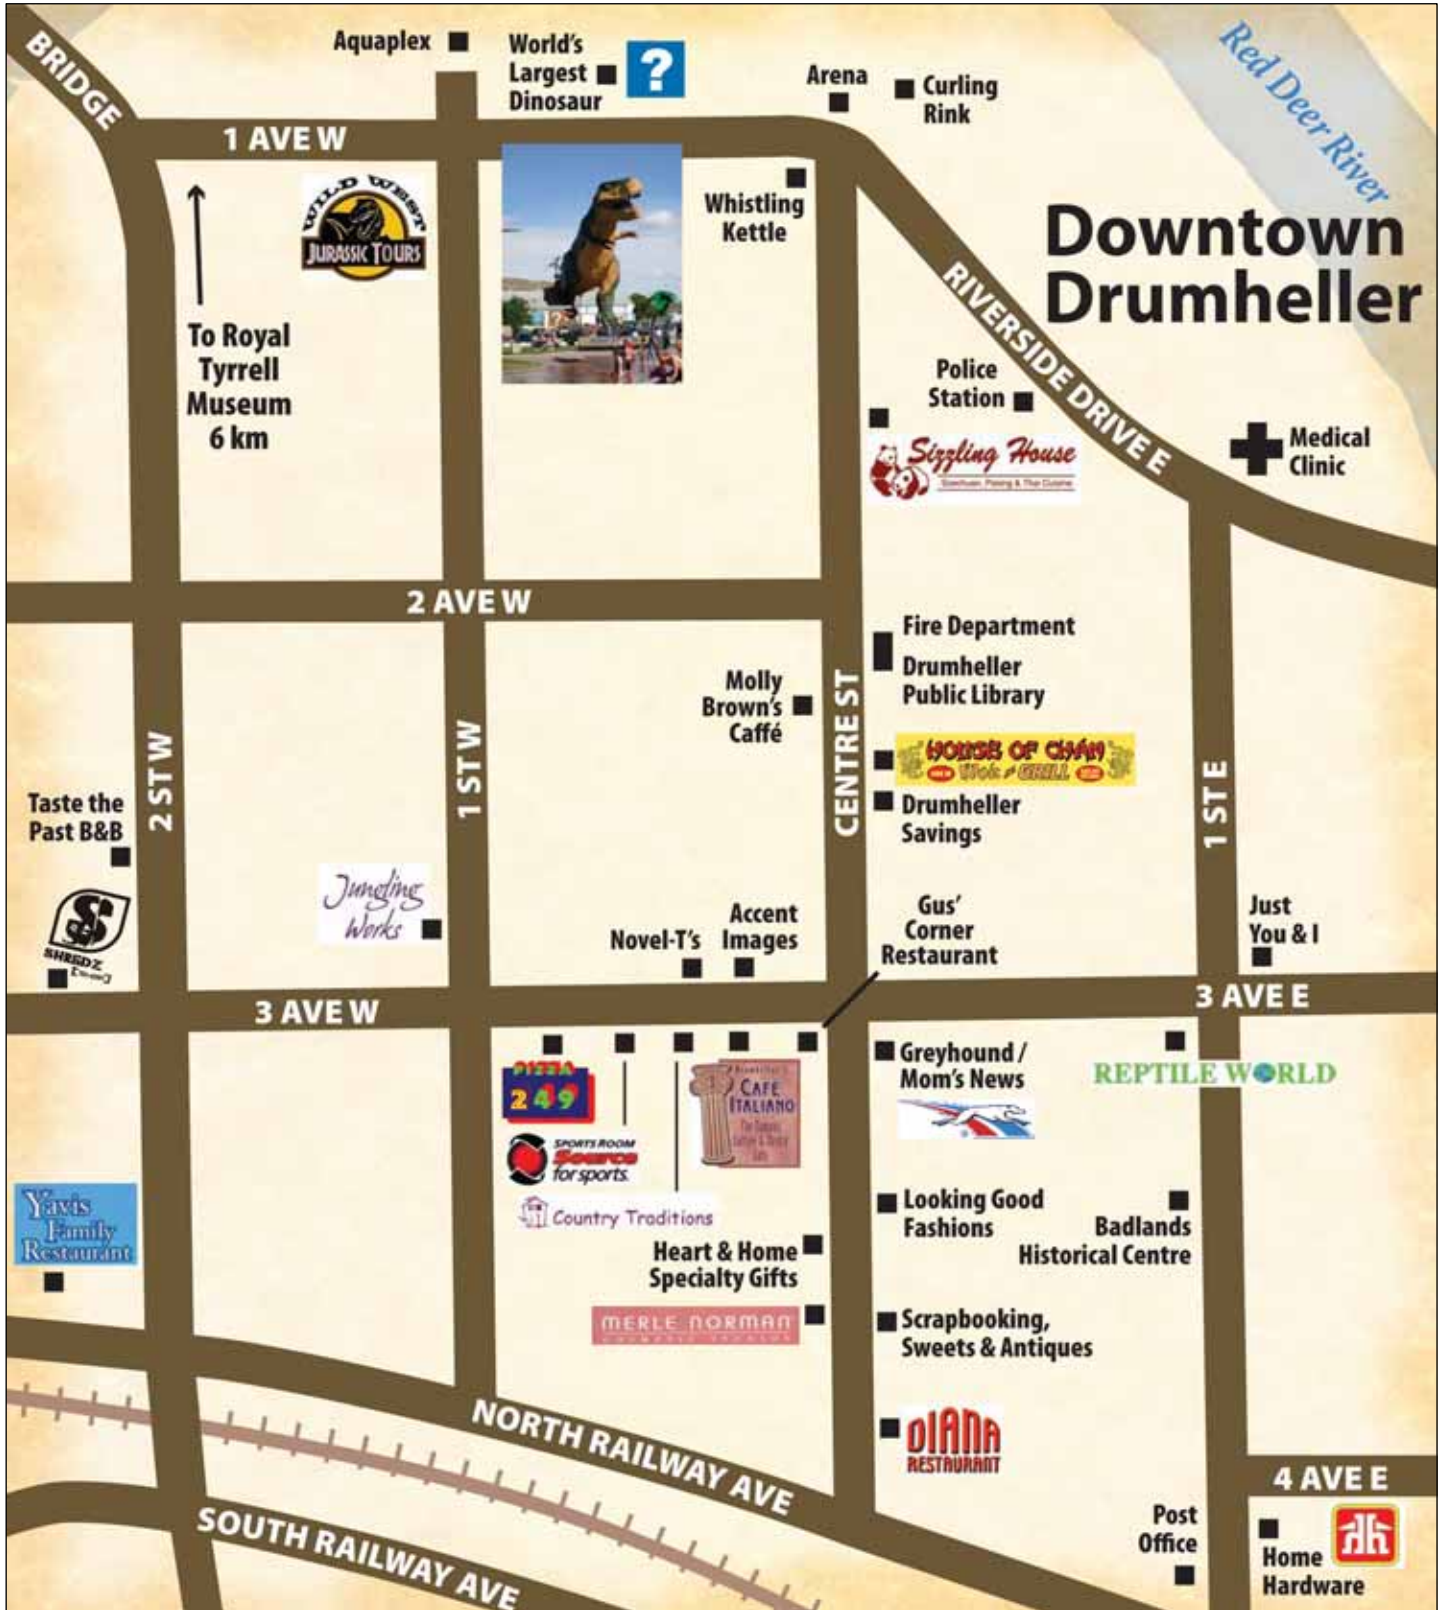 BRIDGE
Aquaplex
World's
Largest
Dinosaur
?
Arena
Curling
Rink
Red Deer River
1 AVE W
WILD WEST
JURASSIC TOURS
Whistling
Kettle
Downtown
Drumheller
To Royal
Tyrrell
Museum
6 km
RIVERSIDE DRIVE E
Police
Station
Sizzling House
Szechuan, Peking & Thai Cuisine
Medical
Clinic
2 AVE W
Fire Department
Drumheller
Public Library
Molly
Brown's
Caffé
HOUSE OF CHAN
Wok & GRILL
Drumheller
Savings
2 ST W
1 ST W
CENTRE ST
1 ST E
Taste the
Past B&B
SHREDZ
Jungling
Works
Novel-T's
Accent
Images
Gus'
Corner
Restaurant
Just
You & I
3 AVE W
3 AVE E
PIZZA
249
SPORTS ROOM
Source
for sports.
Country Traditions
CAFE
ITALIANO
Greyhound /
Mom's News
REPTILE WORLD
Yavis
Family
Restaurant
Heart & Home
Specialty Gifts
MERLE NORMAN
Looking Good
Fashions
Badlands
Historical Centre
Scrapbooking,
Sweets & Antiques
DIANA
RESTAURANT
NORTH RAILWAY AVE
SOUTH RAILWAY AVE
4 AVE E
Post
Office
Home
Hardware